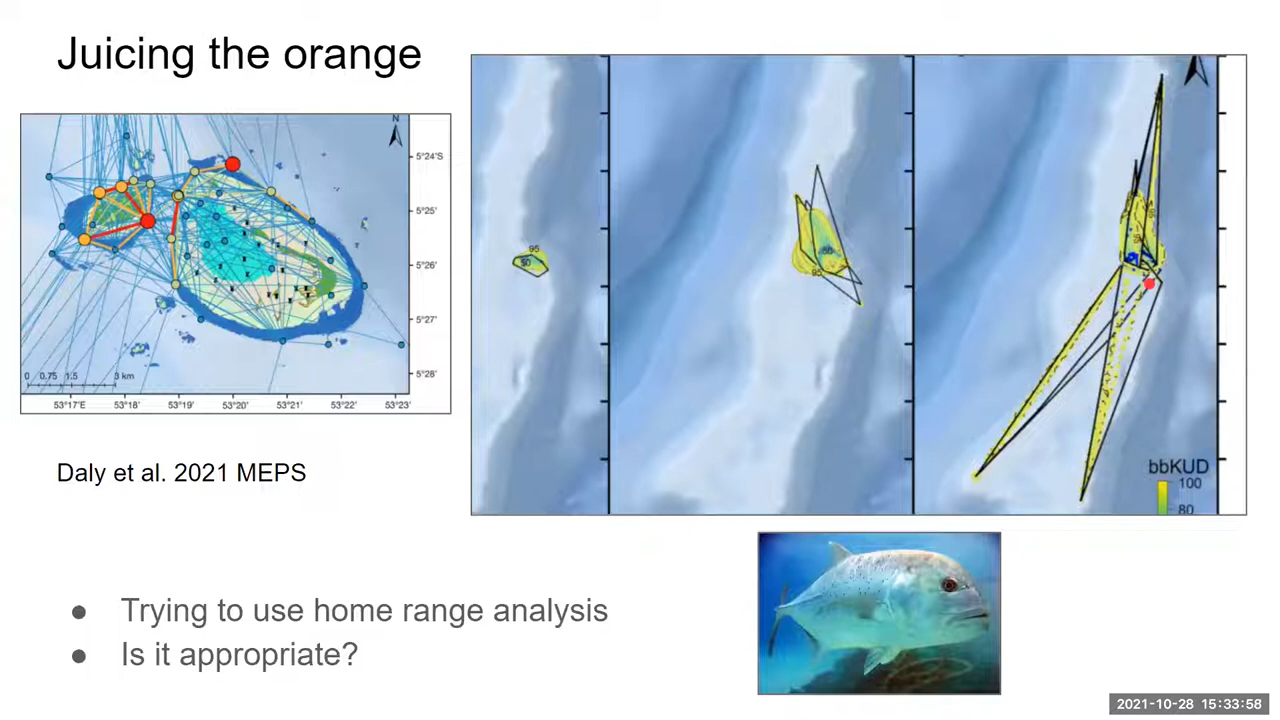 Juicing the orange
N
5°24'S
5°25'
5°26'
5°27'
5°28'
0 0.75 1.5 3 km
53°17'E 53°18' 53°19' 53°20' 53°21' 53°22' 53°23'
95
50
95
bbKUD
100
80
Daly et al. 2021 MEPS
● Trying to use home range analysis
● Is it appropriate?
2021-10-28 15:33:58